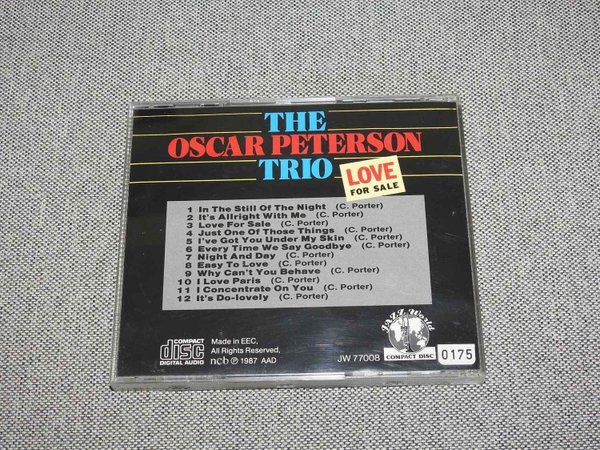 THE
OSCAR PETERSON
TRIO
LOVE
FOR SALE
1 In The Still Of The Night (C. Porter)
2 It's Allright With Me (C. Porter)
3 Love For Sale (C. Porter)
4 Just One Of Those Things (C. Porter)
5 I've Got You Under My Skin (C. Porter)
6 Every Time We Say Goodbye (C. Porter)
7 Night And Day (C. Porter)
8 Easy To Love (C. Porter)
9 Why Can't You Behave (C. Porter)
10 I Love Paris (C. Porter)
11 I Concentrate On You (C. Porter)
12 It's Do-lovely (C. Porter)
COMPACT
disc
DIGITAL AUDIO
Made in EEC,
All Rights Reserved,
ncb ℗ 1987 AAD
JW 77008
JAZZ World
COMPACT DISC
0175